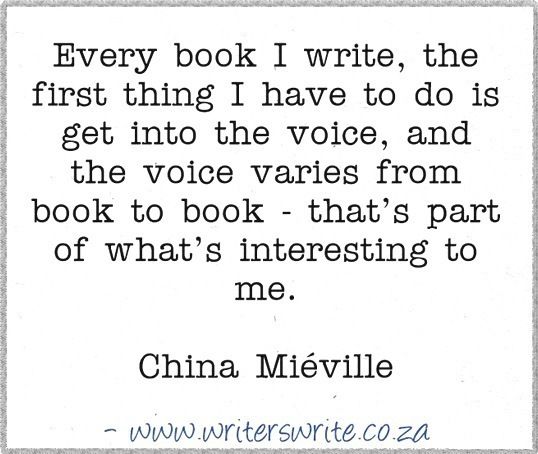 Every book I write, the
first thing I have to do is
get into the voice, and
the voice varies from
book to book - that's part
of what's interesting to
me.
China Miéville
- www.writerswrite.co.za